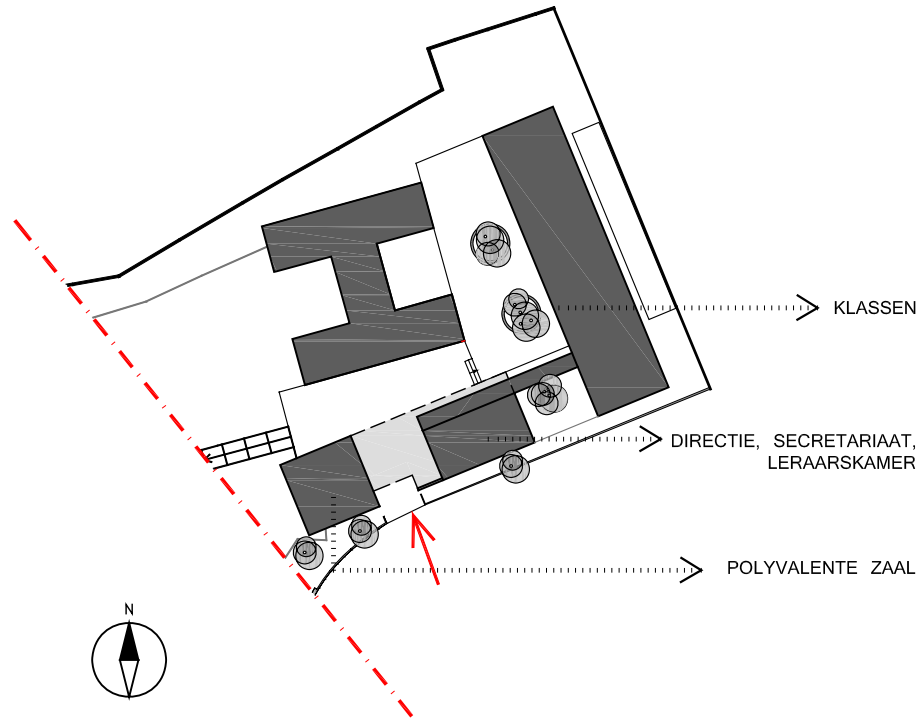 KLASSEN
DIRECTIE, SECRETARIAAT,
LERAARSKAMER
POLYVALENTE ZAAL
N